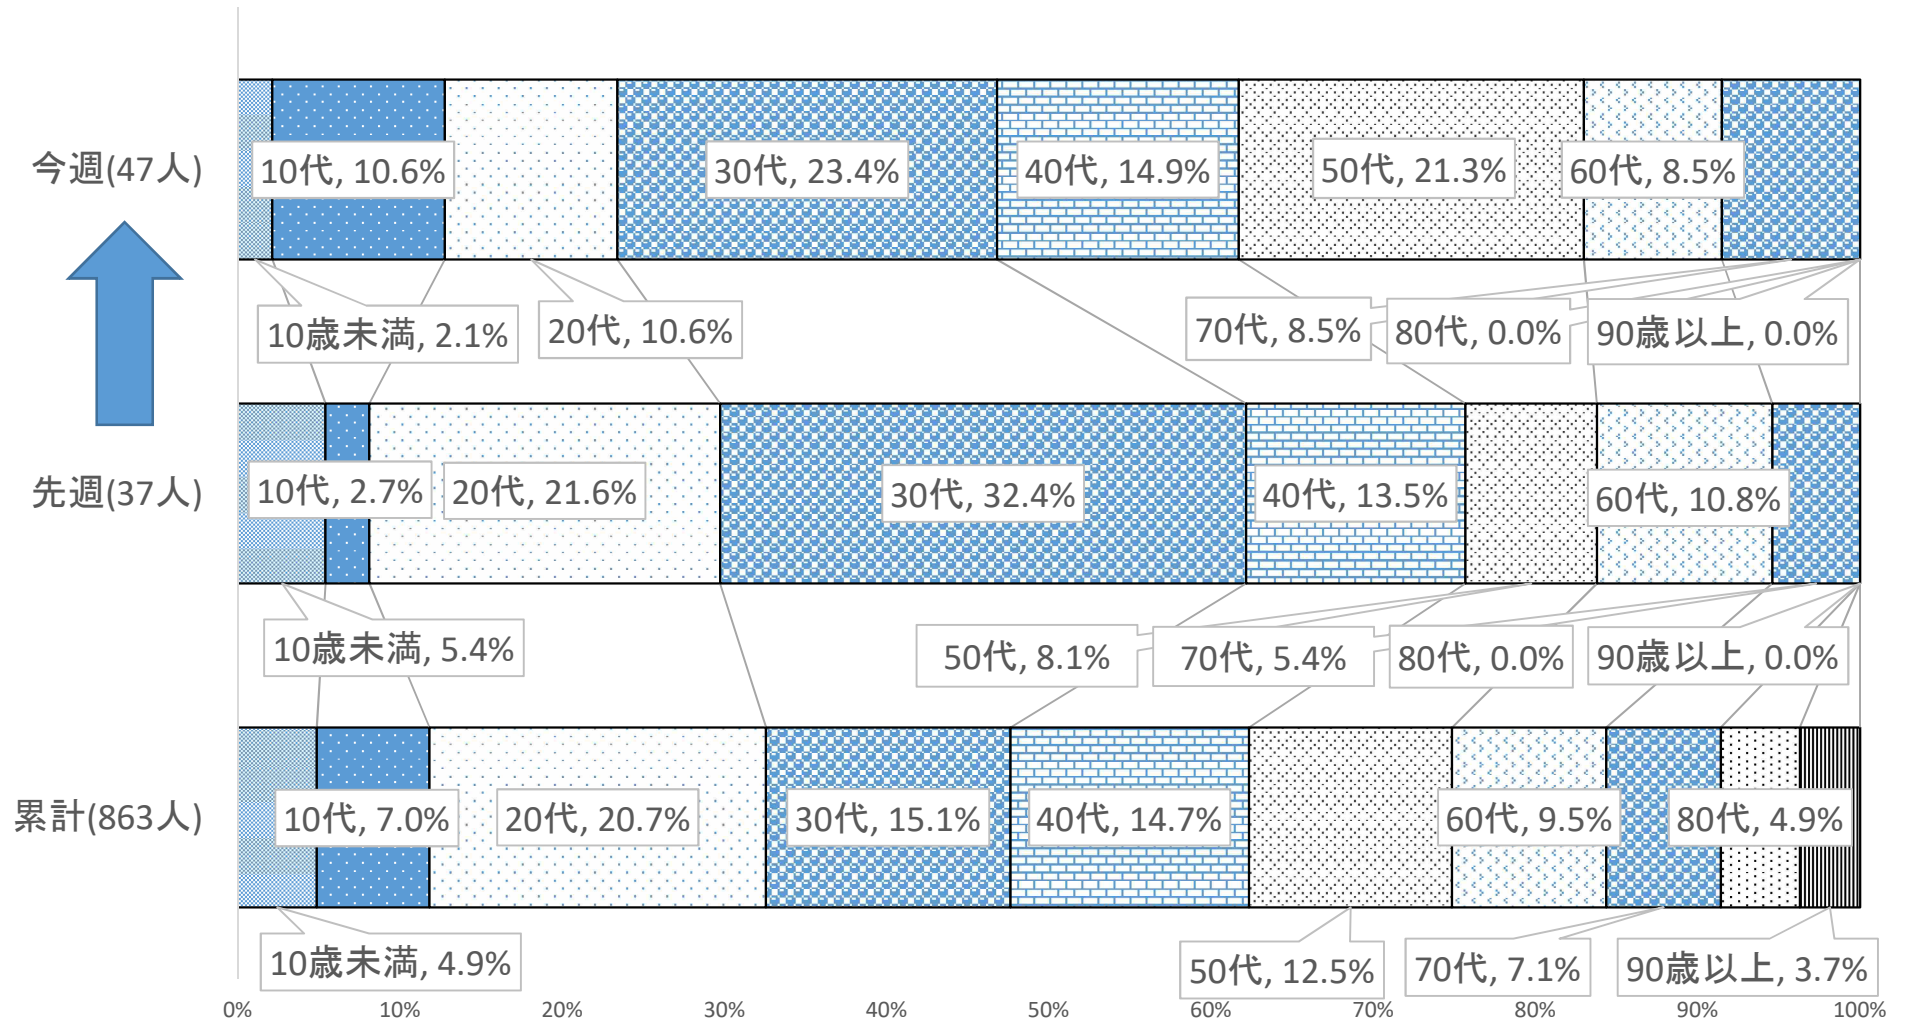 今週(47人)
10代, 10.6%
30代, 23.4%
40代, 14.9%
50代, 21.3%
60代, 8.5%
10歳未満, 2.1%
20代, 10.6%
70代, 8.5%
80代, 0.0%
90歳以上, 0.0%
先週(37人)
10代, 2.7%
20代, 21.6%
30代, 32.4%
40代, 13.5%
60代, 10.8%
10歳未満, 5.4%
50代, 8.1%
70代, 5.4%
80代, 0.0%
90歳以上, 0.0%
累計(863人)
10代, 7.0%
20代, 20.7%
30代, 15.1%
40代, 14.7%
60代, 9.5%
80代, 4.9%
10歳未満, 4.9%
50代, 12.5%
70代, 7.1%
90歳以上, 3.7%
0% 10% 20% 30% 40% 50% 60% 70% 80% 90% 100%